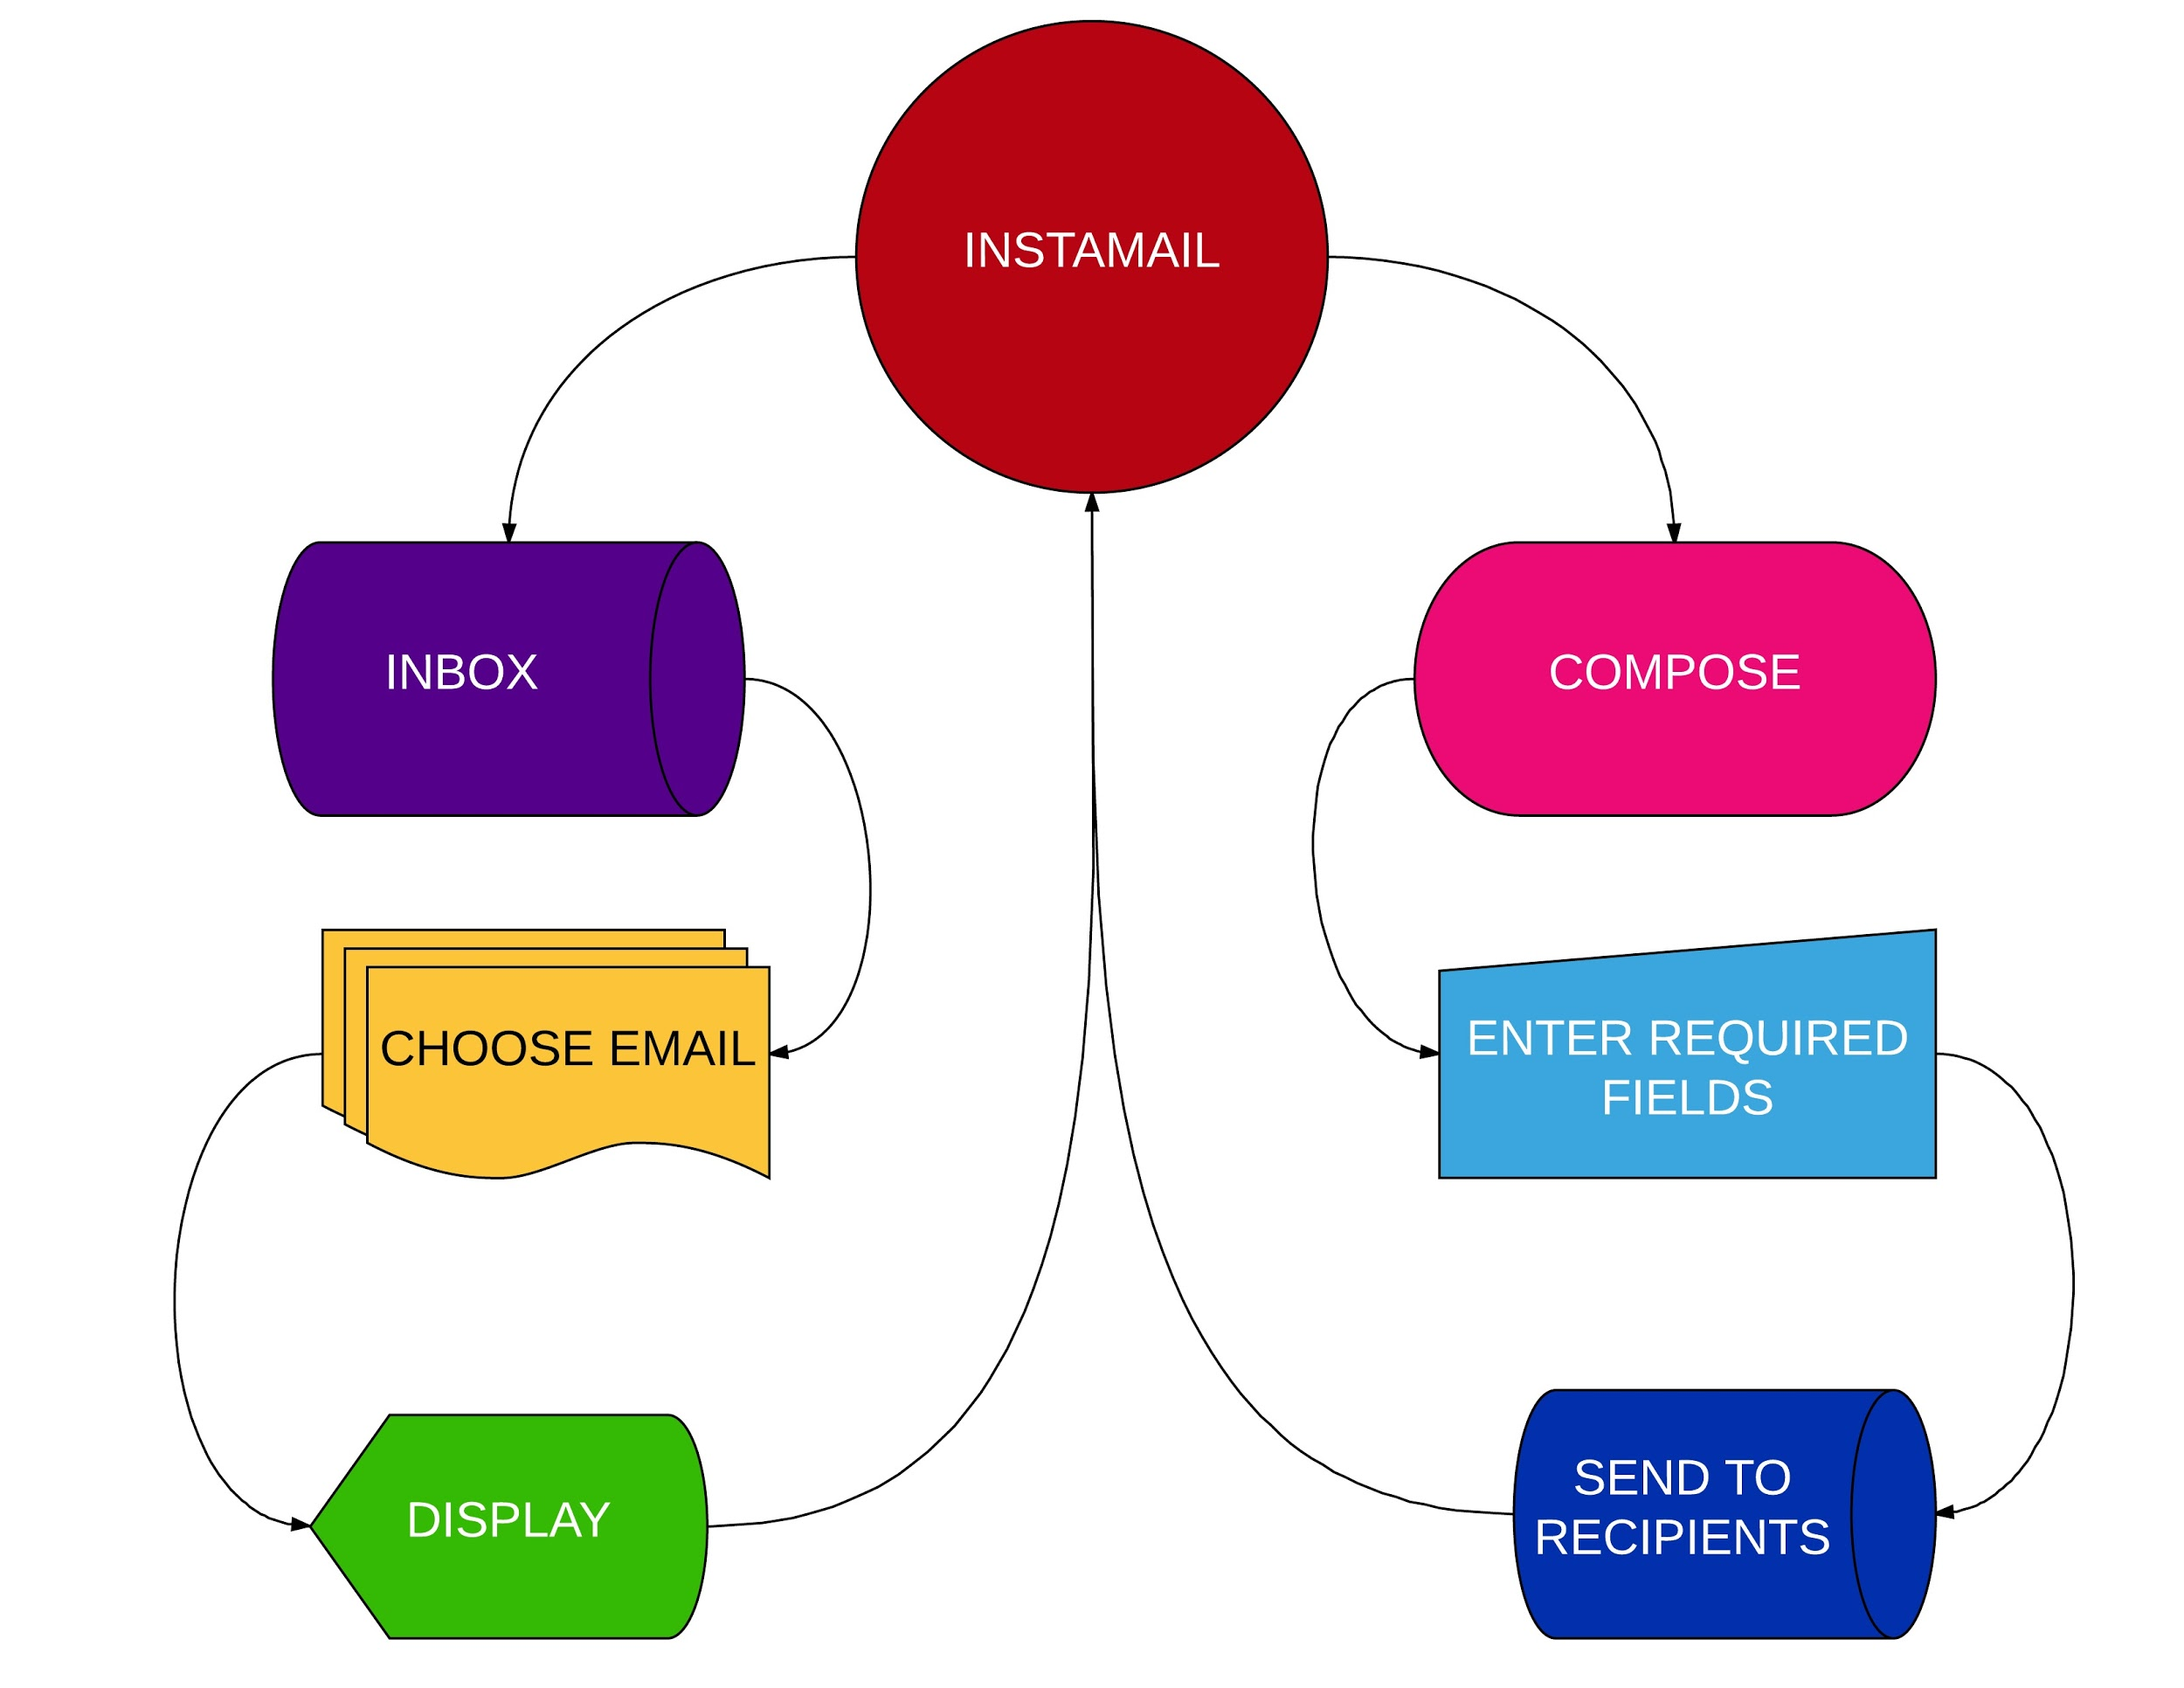 INSTAMAIL
INBOX
COMPOSE
CHOOSE EMAIL
ENTER REQUIRED
FIELDS
DISPLAY
SEND TO
RECIPIENTS